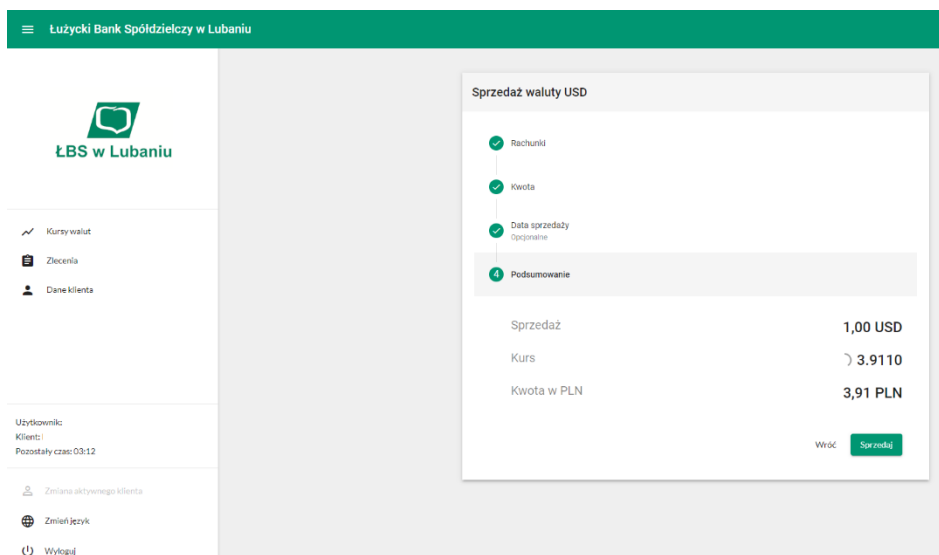 Łużycki Bank Spółdzielczy w Lubaniu
ŁBS w Lubaniu
Kursy walut
Zlecenia
Dane klienta
Użytkownik:
Klient:
Pozostały czas: 03:12
Zmiana aktywnego klienta
Zmień język
Wyloguj
Sprzedaż waluty USD
Rachunki
Kwota
Data sprzedaży
Opcjonalne
4 Podsumowanie
Sprzedaż 1,00 USD
Kurs 3.9110
Kwota w PLN 3,91 PLN
Wróć Sprzedaj